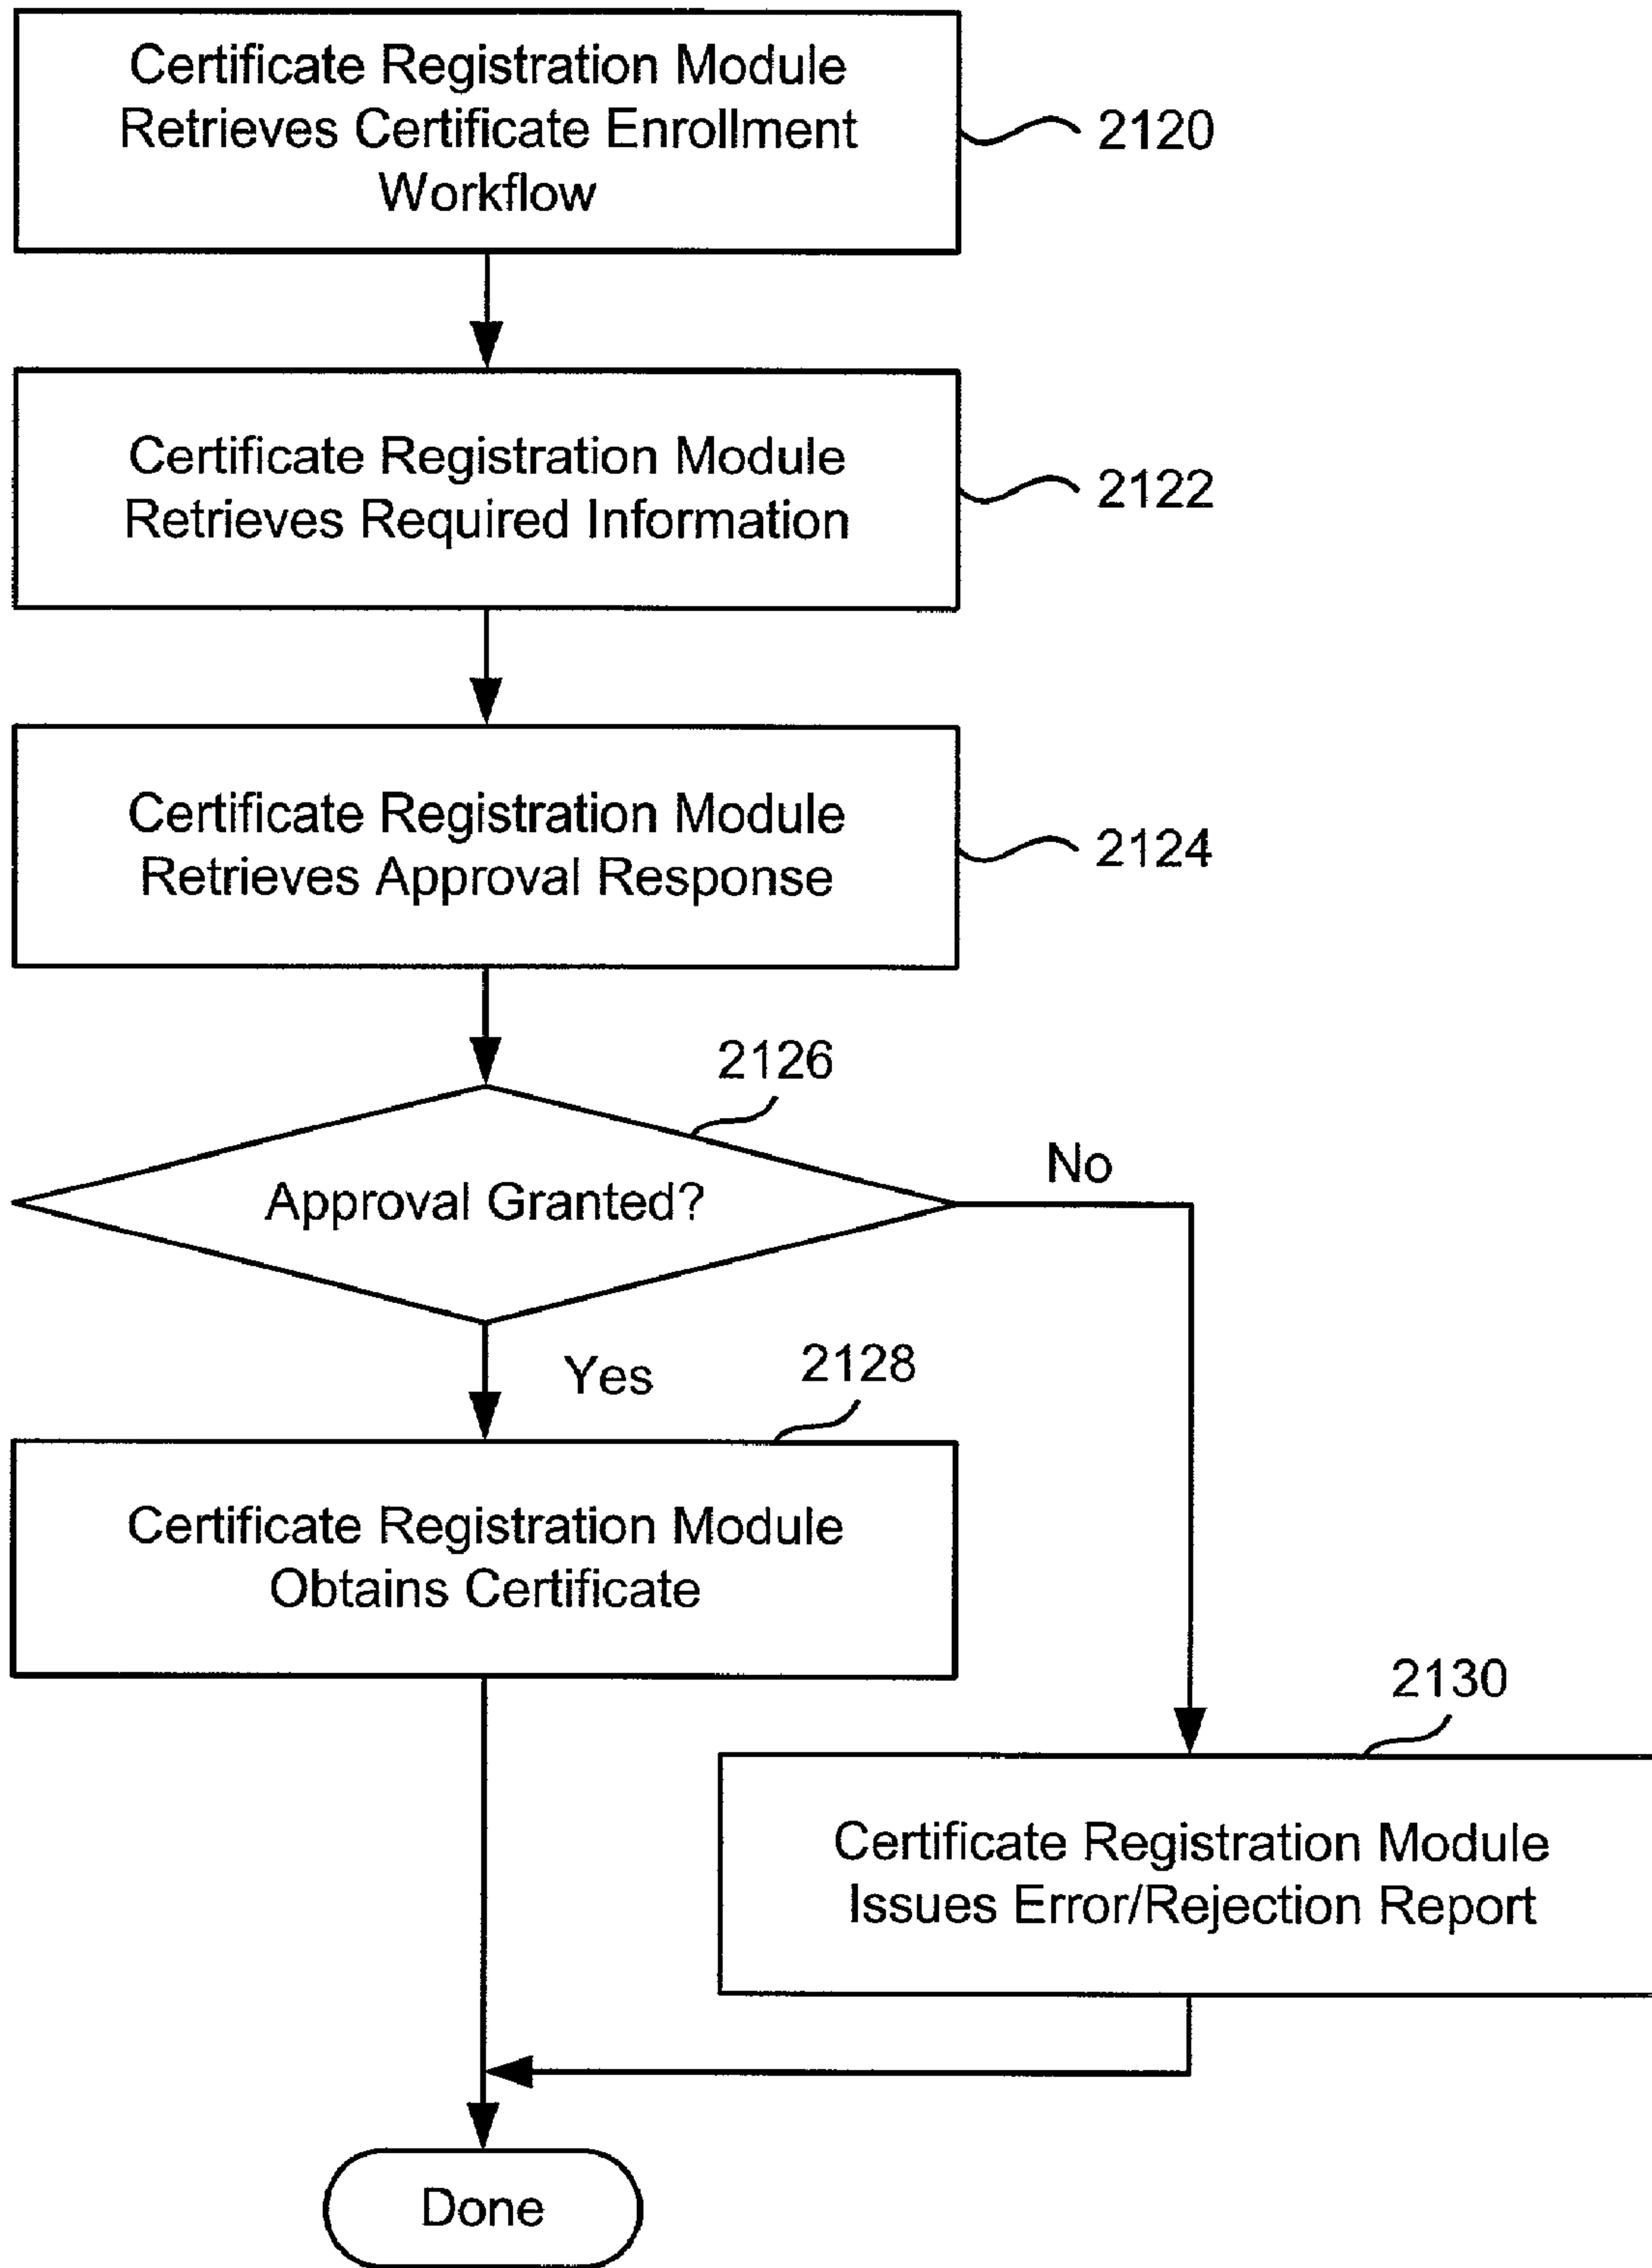 Certificate Registration Module
Retrieves Certificate Enrollment
Workflow
2120
Certificate Registration Module
Retrieves Required Information
2122
Certificate Registration Module
Retrieves Approval Response
2124
2126
Approval Granted?
No
Yes
2128
Certificate Registration Module
Obtains Certificate
2130
Certificate Registration Module
Issues Error/Rejection Report
Done